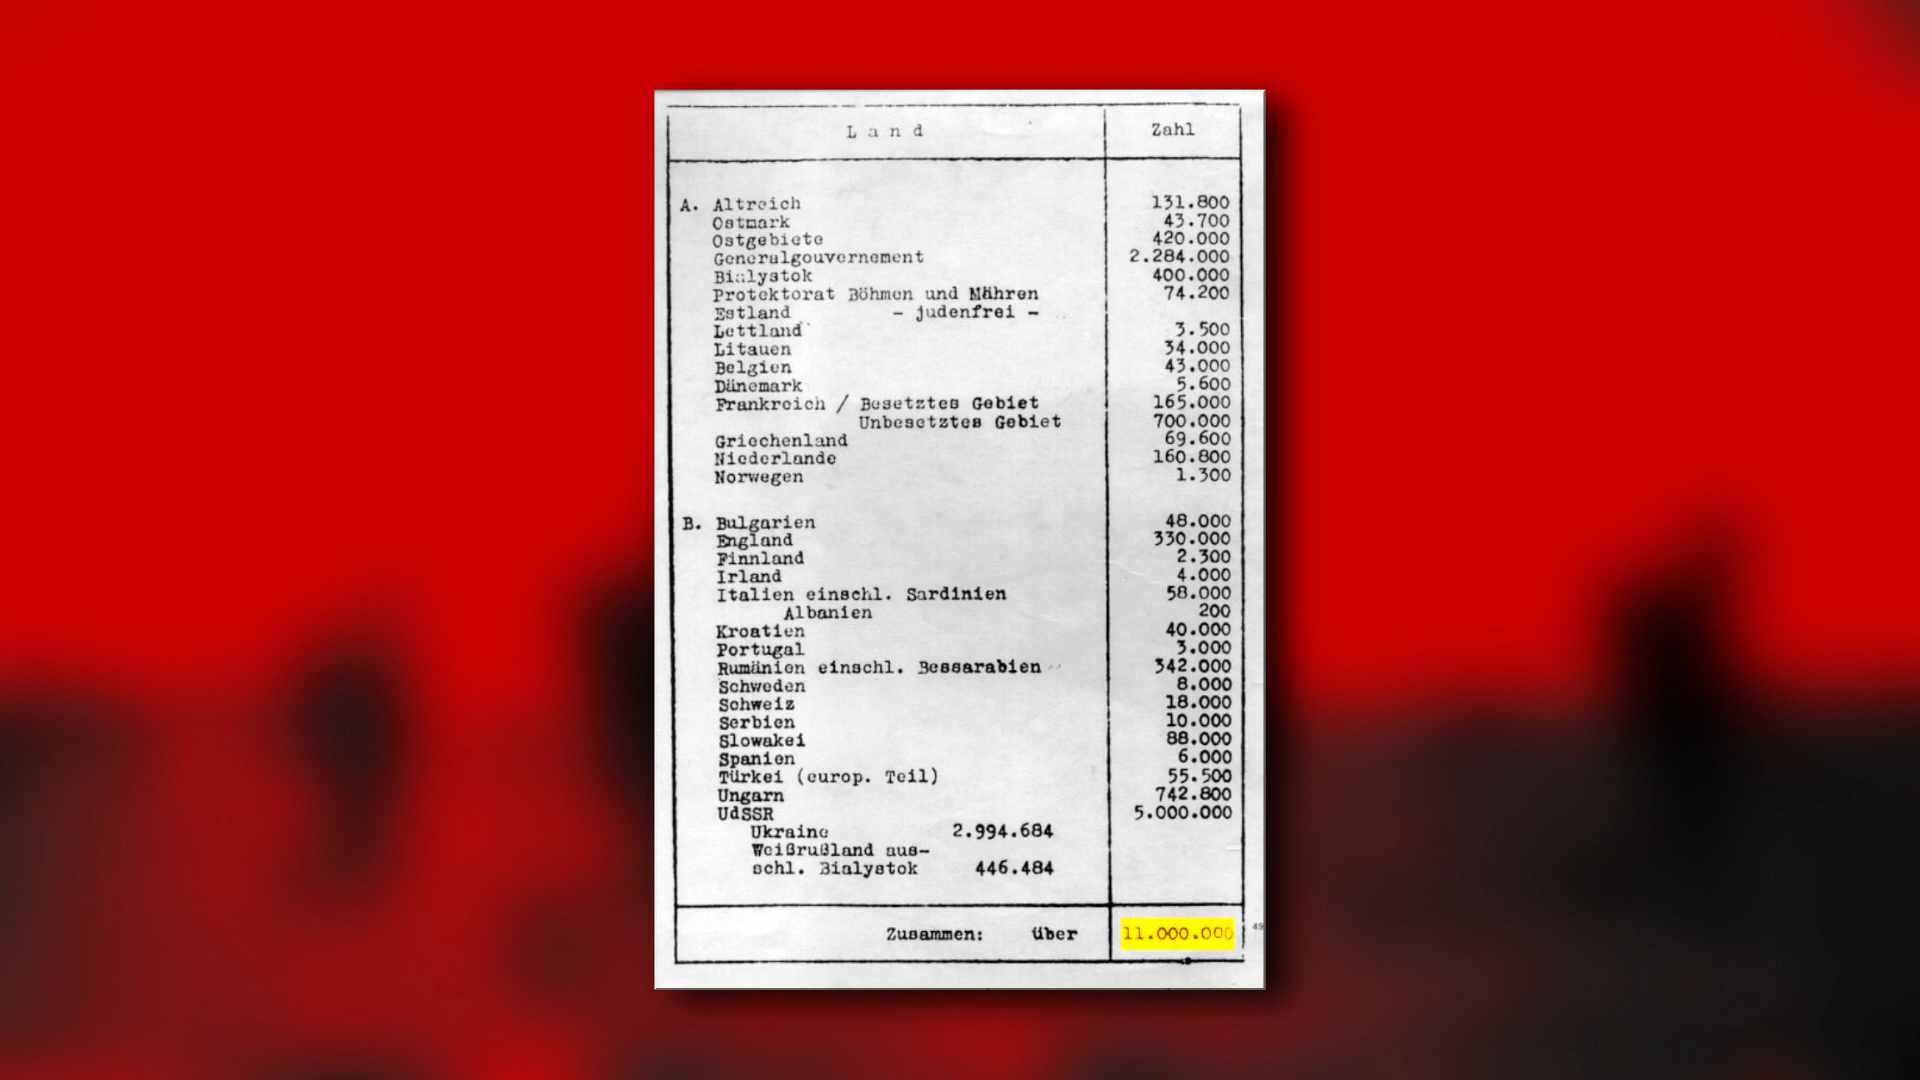 Land Zahl
A. Altreich 131.800
Ostmark 43.700
Ostgebiete 420.000
Generalgouvernement 2.284.000
Bialystok 400.000
Protektorat Böhmen und Mähren 74.200
Estland - judenfrei -
Lettland 3.500
Litauen 34.000
Belgien 43.000
Dänemark 5.600
Frankreich / Besetztes Gebiet 165.000
Unbesetztes Gebiet 700.000
Griechenland 69.600
Niederlande 160.800
Norwegen 1.300
B. Bulgarien 48.000
England 330.000
Finnland 2.300
Irland 4.000
Italien einschl. Sardinien 58.000
Albanien 200
Kroatien 40.000
Portugal 3.000
Rumänien einschl. Bessarabien 342.000
Schweden 8.000
Schweiz 18.000
Serbien 10.000
Slowakei 88.000
Spanien 6.000
Türkei (europ. Teil) 55.500
Ungarn 742.800
UdSSR 5.000.000
Ukraine 2.994.684
Weißrußland aus-
schl. Bialystok 446.484
Zusammen: über 11.000.000